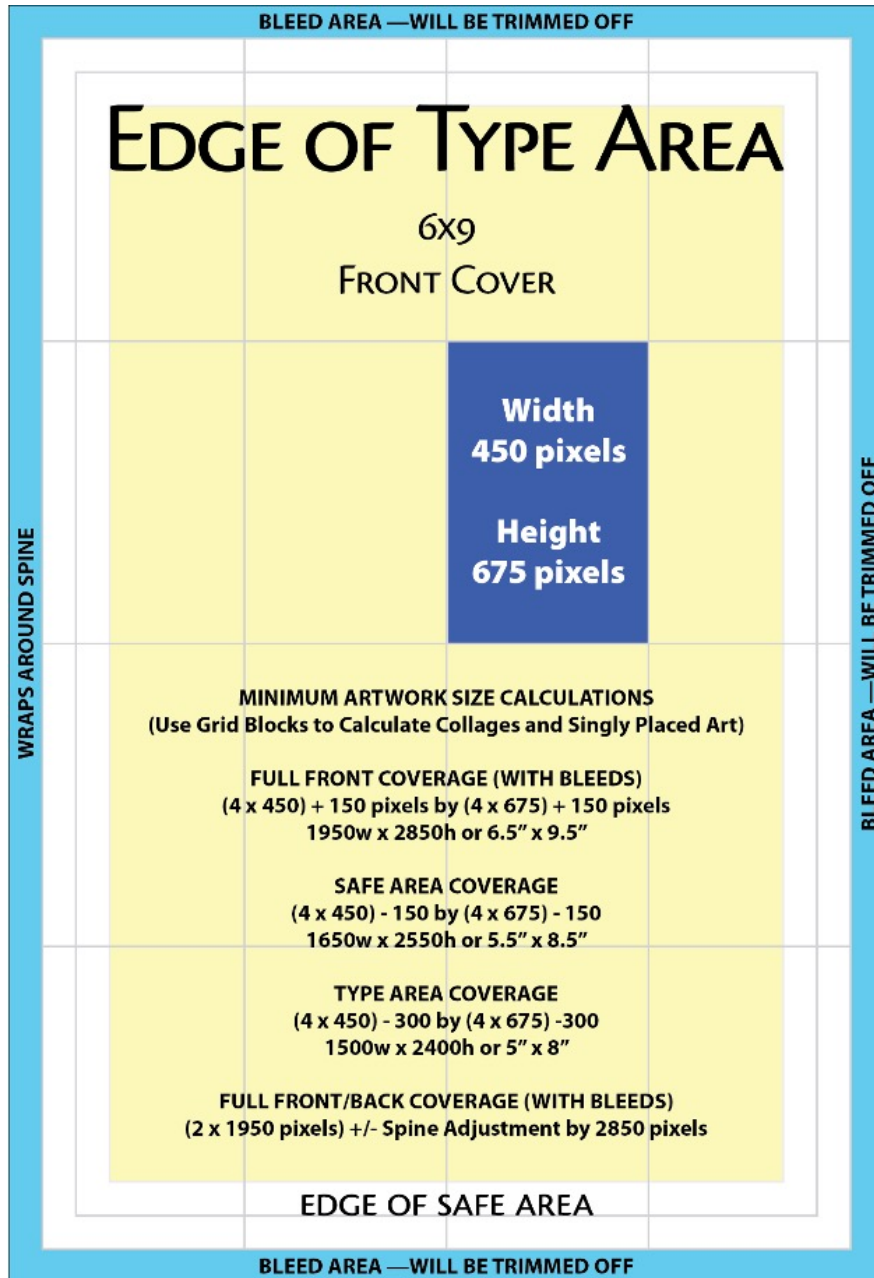 BLEED AREA —WILL BE TRIMMED OFF
EDGE OF TYPE AREA
6X9
FRONT COVER
Width
450 pixels
Height
675 pixels
WRAPS AROUND SPINE
BLEED AREA —WILL BE TRIMMED OFF
MINIMUM ARTWORK SIZE CALCULATIONS
(Use Grid Blocks to Calculate Collages and Singly Placed Art)
FULL FRONT COVERAGE (WITH BLEEDS)
(4 x 450) + 150 pixels by (4 x 675) + 150 pixels
1950w x 2850h or 6.5” x 9.5”
SAFE AREA COVERAGE
(4 x 450) - 150 by (4 x 675) - 150
1650w x 2550h or 5.5” x 8.5”
TYPE AREA COVERAGE
(4 x 450) - 300 by (4 x 675) -300
1500w x 2400h or 5” x 8”
FULL FRONT/BACK COVERAGE (WITH BLEEDS)
(2 x 1950 pixels) +/- Spine Adjustment by 2850 pixels
EDGE OF SAFE AREA
BLEED AREA —WILL BE TRIMMED OFF